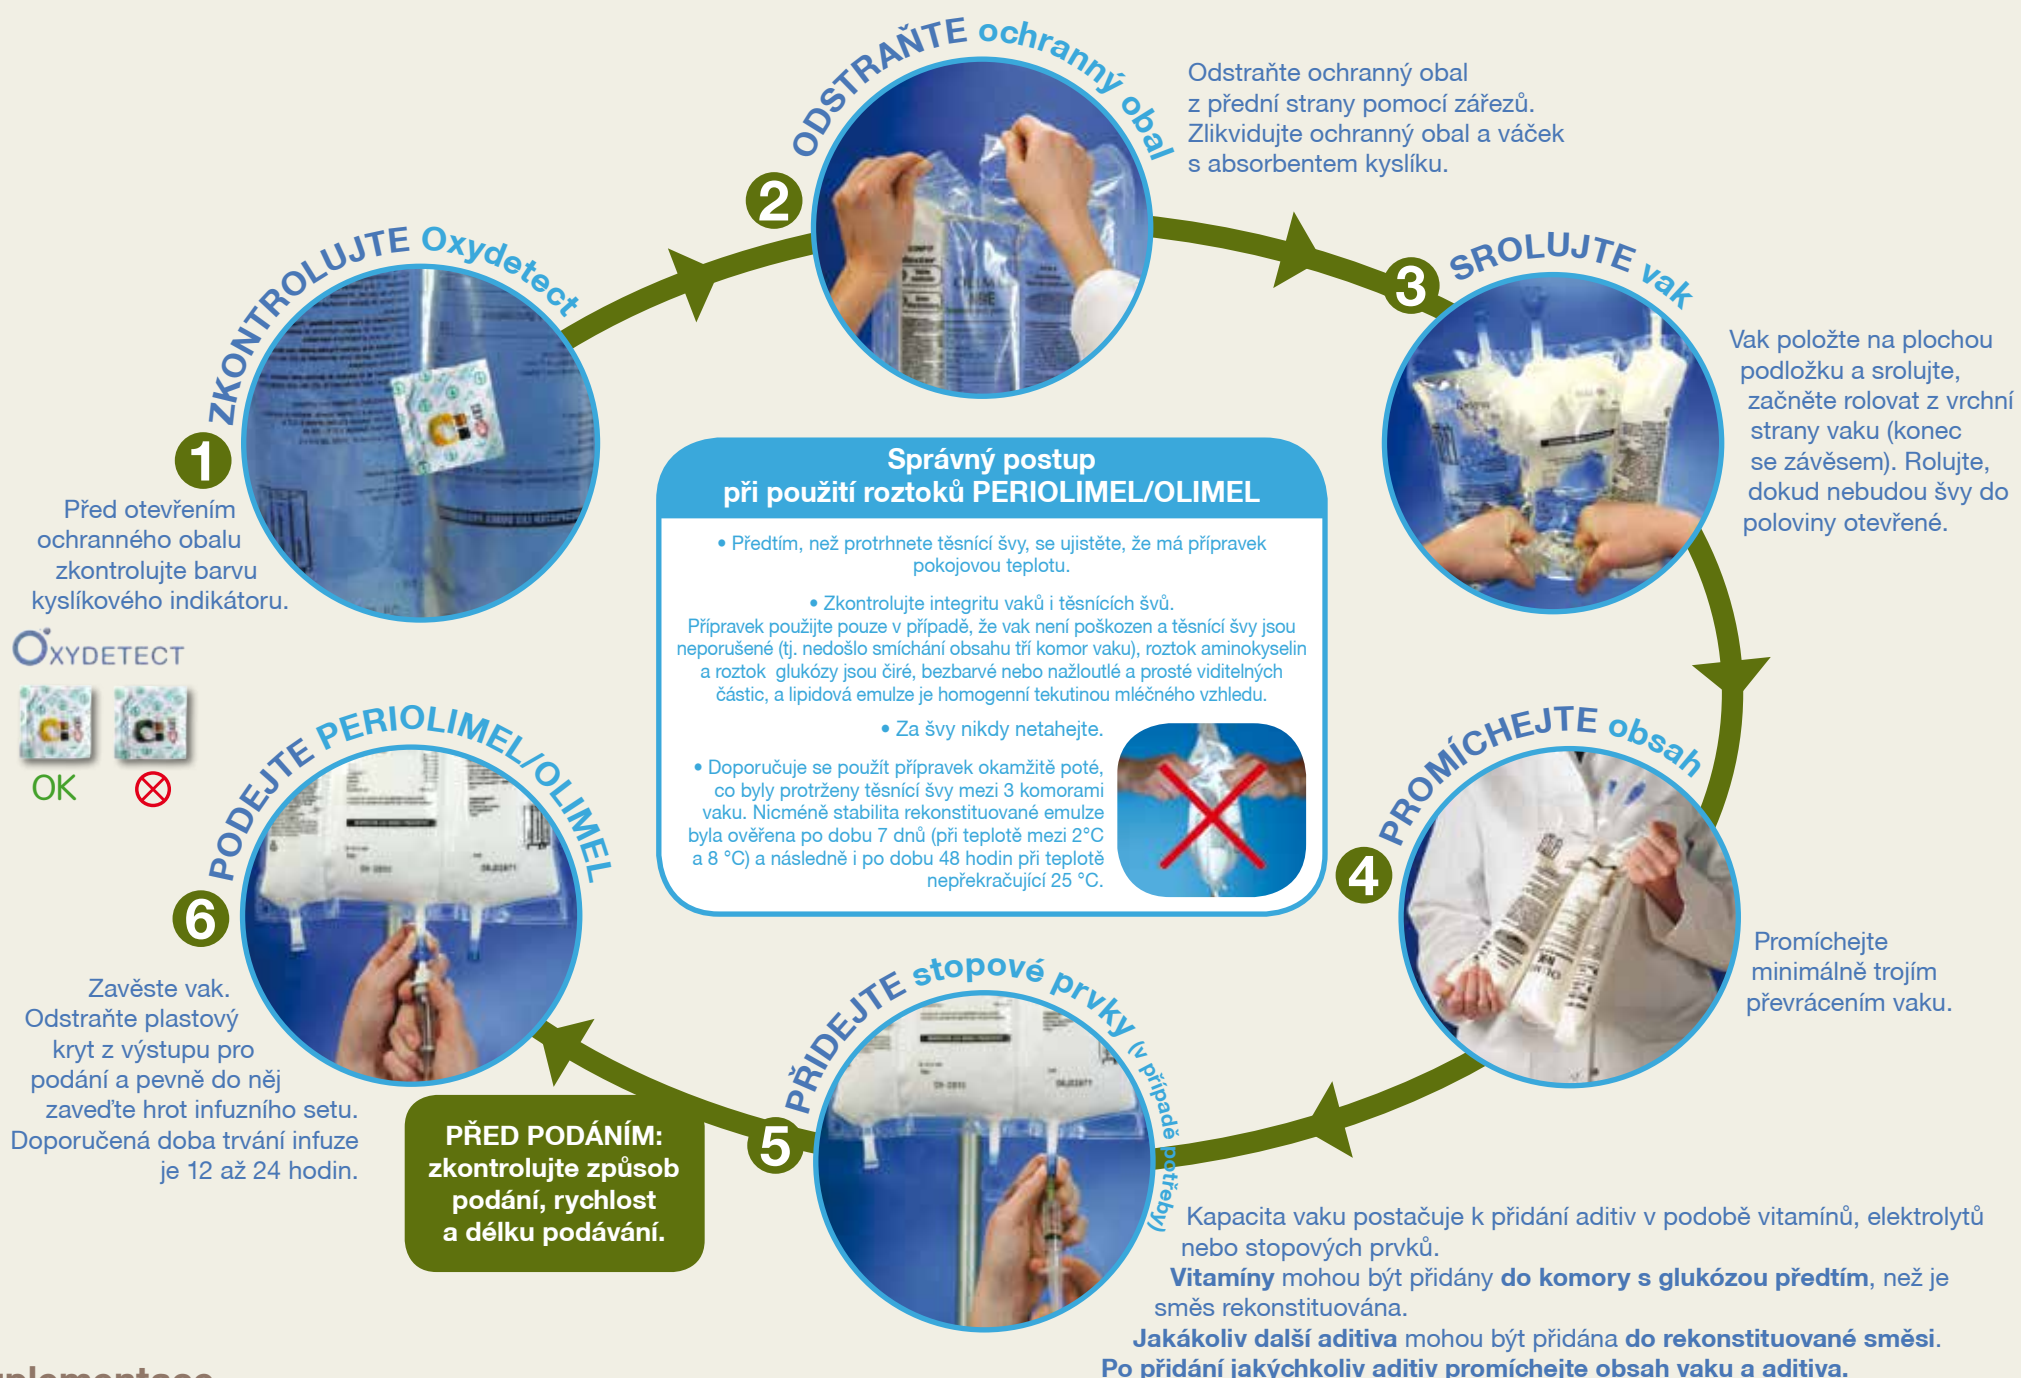 ZKONTROLUJTE Oxydetect
1
Před otevřením
ochranného obalu
zkontrolujte barvu
kyslíkového indikátoru.
OXYDETECT
OK
2
ODSTRAŇTE ochranný obal
Odstraňte ochranný obal
z přední strany pomocí zářezů.
Zlikvidujte ochranný obal a váček
s absorbentem kyslíku.
3
SROLUJTE vak
Vak položte na plochou
podložku a srolujte,
začněte rolovat z vrchní
strany vaku (konec
se závěsem). Rolujte,
dokud nebudou švy do
poloviny otevřené.
Správný postup
při použití roztoků PERIOLIMEL/OLIMEL
• Předtím, než protrhnete těsnící švy, se ujistěte, že má přípravek
pokojovou teplotu.
• Zkontrolujte integritu vaků i těsnících švů.
Přípravek použijte pouze v případě, že vak není poškozen a těsnící švy jsou
neporušené (tj. nedošlo smíchání obsahu tří komor vaku), roztok aminokyselin
a roztok glukózy jsou čiré, bezbarvé nebo nažloutlé a prosté viditelných
částic, a lipidová emulze je homogenní tekutinou mléčného vzhledu.
• Za švy nikdy netahejte.
• Doporučuje se použít přípravek okamžitě poté,
co byly protrženy těsnící švy mezi 3 komorami
vaku. Nicméně stabilita rekonstituované emulze
byla ověřena po dobu 7 dnů (při teplotě mezi 2°C
a 8 °C) a následně i po dobu 48 hodin při teplotě
nepřekračující 25 °C.
4
PROMÍCHEJTE obsah
Promíchejte
minimálně trojím
převrácením vaku.
5
PŘIDEJTE stopové prvky (v případě potřeby)
Kapacita vaku postačuje k přidání aditiv v podobě vitamínů, elektrolytů
nebo stopových prvků.
Vitamíny mohou být přidány do komory s glukózou předtím, než je
směs rekonstituována.
Jakákoliv další aditiva mohou být přidána do rekonstituované směsi.
Po přidání jakýchkoliv aditiv promíchejte obsah vaku a aditiva.
PŘED PODÁNÍM:
zkontrolujte způsob
podání, rychlost
a délku podávání.
6
PODEJTE PERIOLIMEL/OLIMEL
Zavěste vak.
Odstraňte plastový
kryt z výstupu pro
podání a pevně do něj
zaveďte hrot infuzního setu.
Doporučená doba trvání infuze
je 12 až 24 hodin.